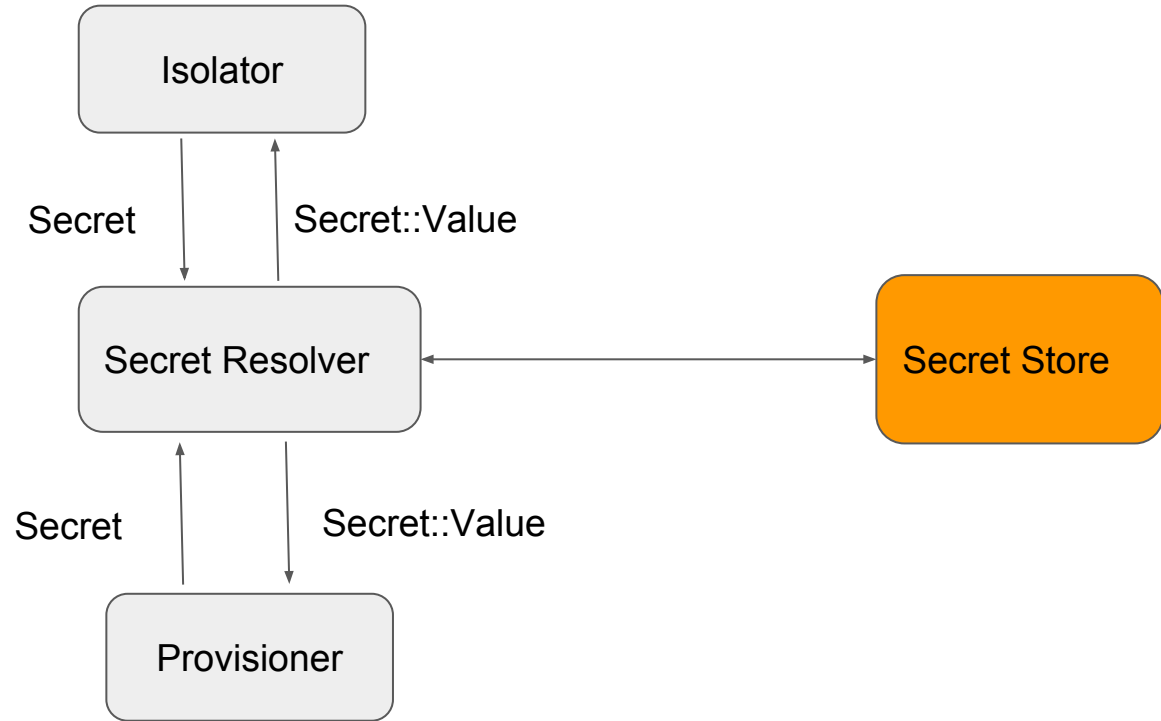 Isolator
Secret
Secret::Value
Secret Resolver
Secret Store
Secret
Secret::Value
Provisioner